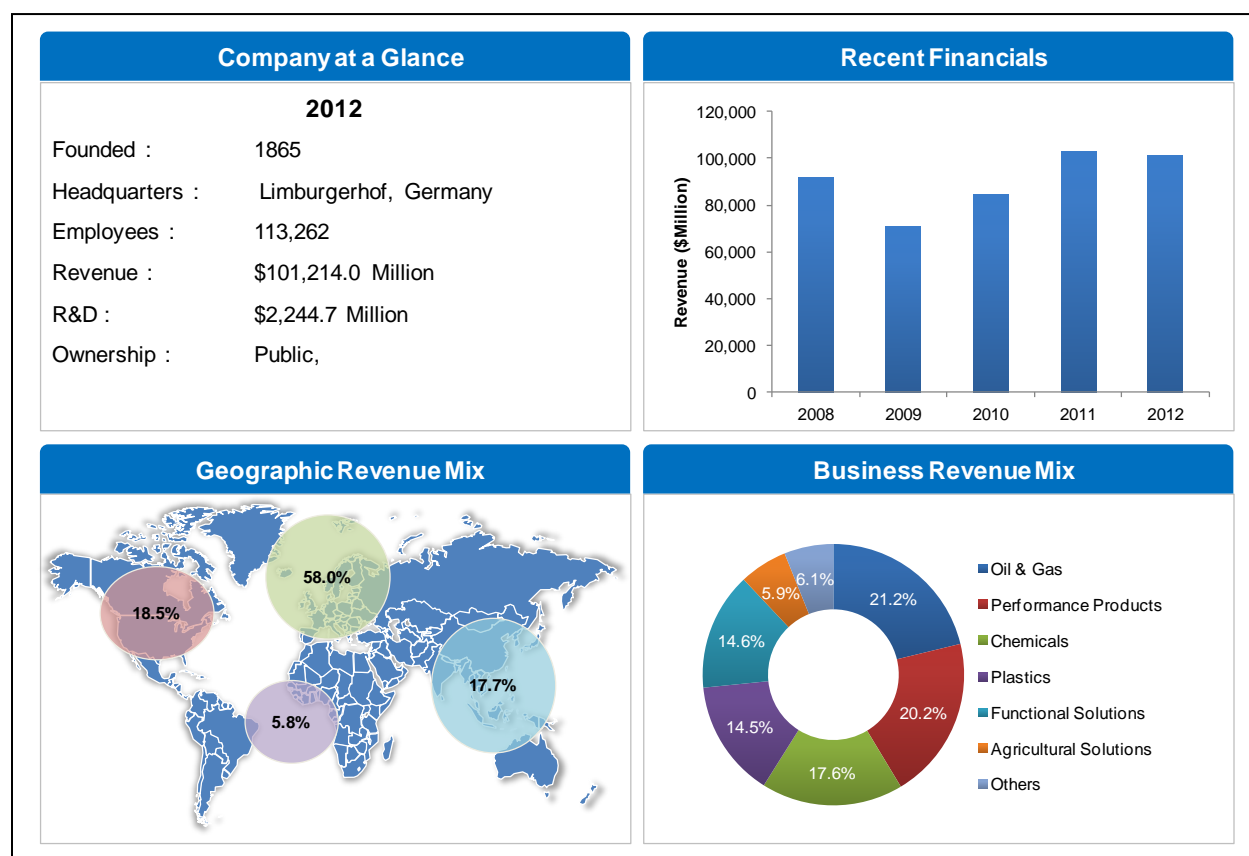 Company at a Glance
2012
Founded : 1865
Headquarters : Limburgerhof, Germany
Employees : 113,262
Revenue : $101,214.0 Million
R&D : $2,244.7 Million
Ownership : Public,
Recent Financials
Revenue ($Million)
120,000
100,000
80,000
60,000
40,000
20,000
0
2008 2009 2010 2011 2012
Geographic Revenue Mix
58.0%
18.5%
17.7%
5.8%
Business Revenue Mix
21.2%
20.2%
17.6%
14.5%
14.6%
5.9%
6.1%
Oil & Gas
Performance Products
Chemicals
Plastics
Functional Solutions
Agricultural Solutions
Others